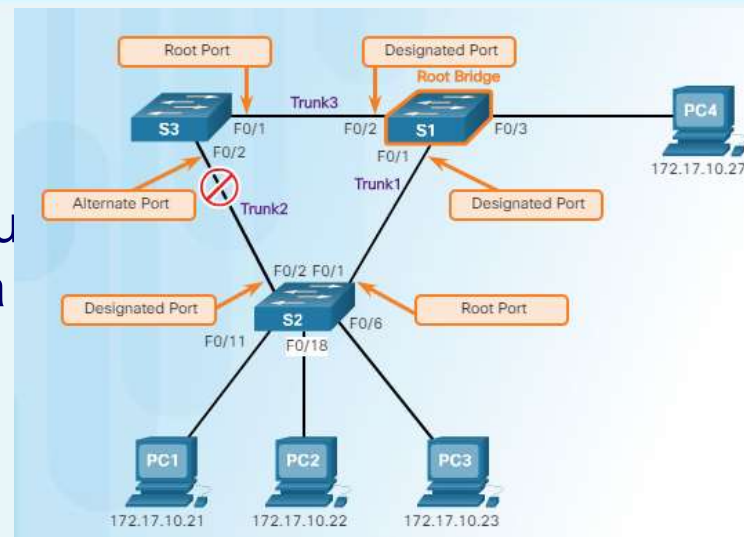 Root Port
Designated Port
Root Bridge
Trunk3
S3
F0/1
F0/2
S1
F0/3
PC4
F0/2
F0/1
172.17.10.27
Alternate Port
Trunk2
Trunk1
Designated Port
u
a
F0/2 F0/1
Designated Port
Root Port
S2
F0/6
F0/11
F0/18
PC1
PC2
PC3
172.17.10.21
172.17.10.22
172.17.10.23